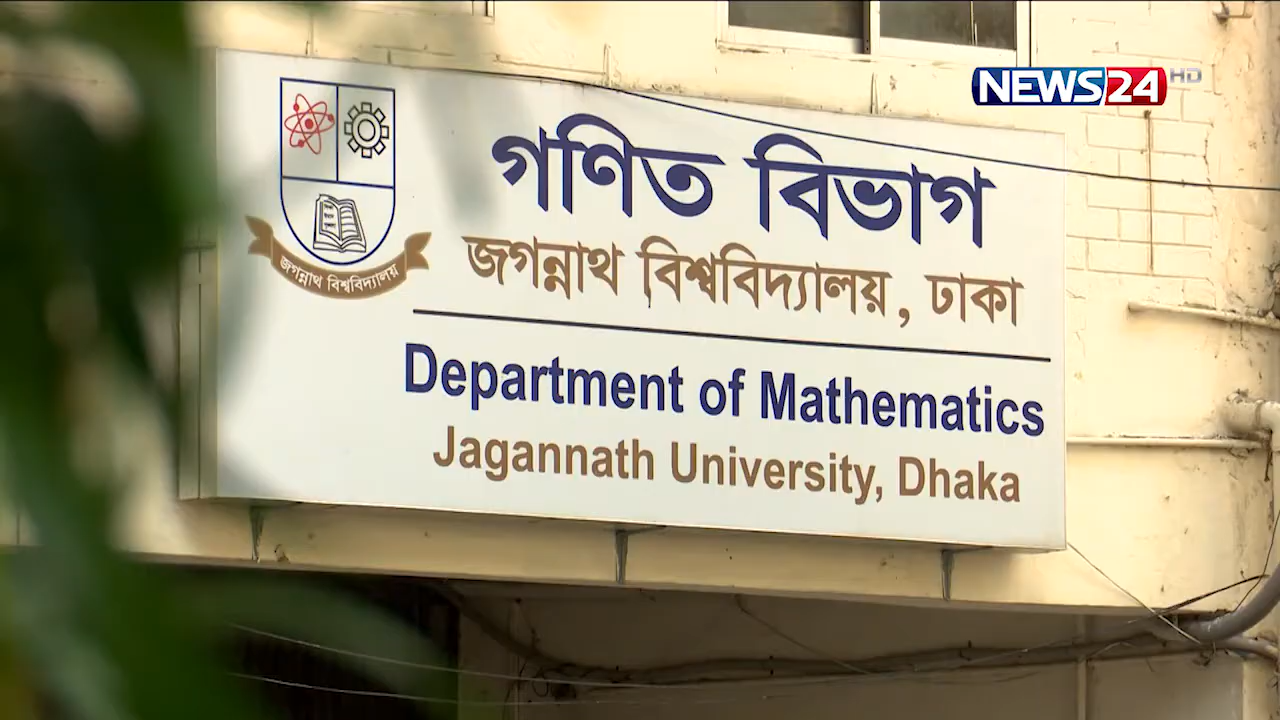 NEWS24 HD
গণিত বিভাগ
জগন্নাথ বিশ্ববিদ্যালয়, ঢাকা
জগন্নাথ বিশ্ববিদ্যালয়
Department of Mathematics
Jagannath University, Dhaka